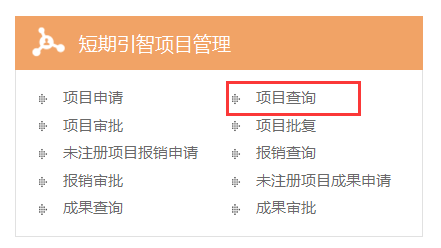 短期引智项目管理
项目申请 项目查询
项目审批 项目批复
未注册项目报销申请 报销查询
报销审批 未注册项目成果申请
成果查询 成果审批